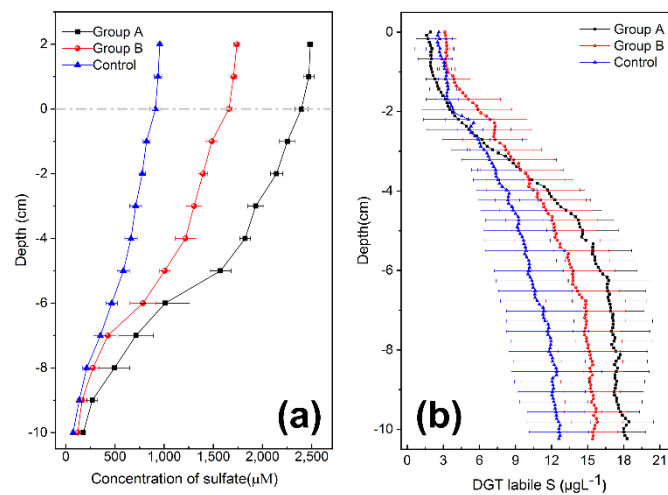 Group A
Group B
Control
2
0
-2
-4
-6
-8
-10
Depth(cm)
0
500
1,000
1,500
2,000
2,500
Concentration of sulfate(μM)
(a)
Group A
Group B
Control
0
-2
-4
-6
-8
-10
Depth(cm)
0
3
6
9
12
15
18
21
DGT labile S (μgL⁻¹)
(b)